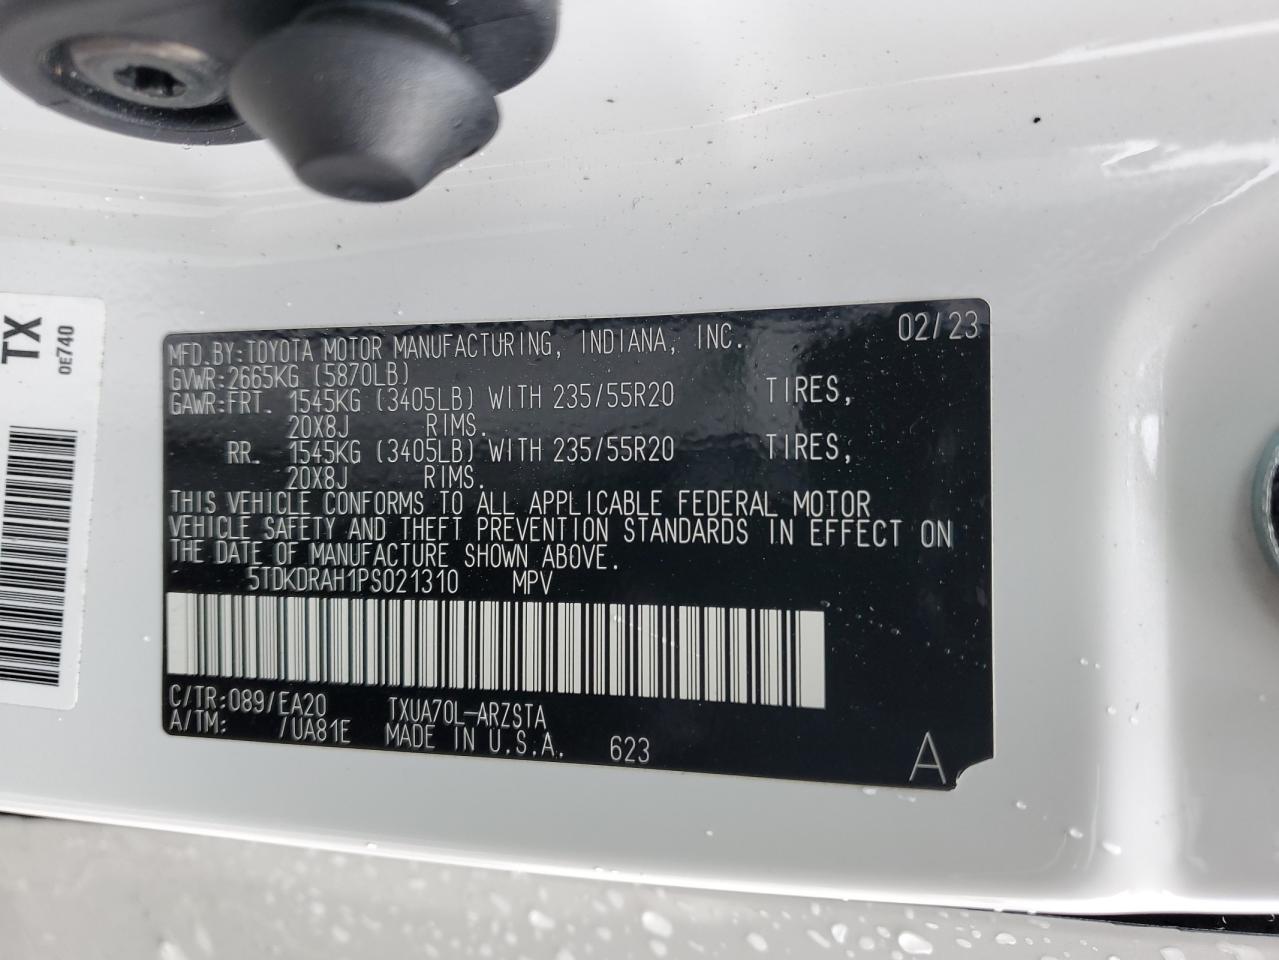 TX
0E740
MFD.BY:TOYOTA MOTOR MANUFACTURING, INDIANA, INC. 02/23
GVWR:2665KG (5870LB)
GAWR:FRT. 1545KG (3405LB) WITH 235/55R20 TIRES,
20X8J RIMS.
RR. 1545KG (3405LB) WITH 235/55R20 TIRES,
20X8J RIMS.
THIS VEHICLE CONFORMS TO ALL APPLICABLE FEDERAL MOTOR
VEHICLE SAFETY AND THEFT PREVENTION STANDARDS IN EFFECT ON
THE DATE OF MANUFACTURE SHOWN ABOVE.
5TDKDRAH1PS021310 MPV
C/TR:089/EA20 TXUA70L-ARZSTA
A/TM: /UA81E MADE IN U.S.A. 623
A